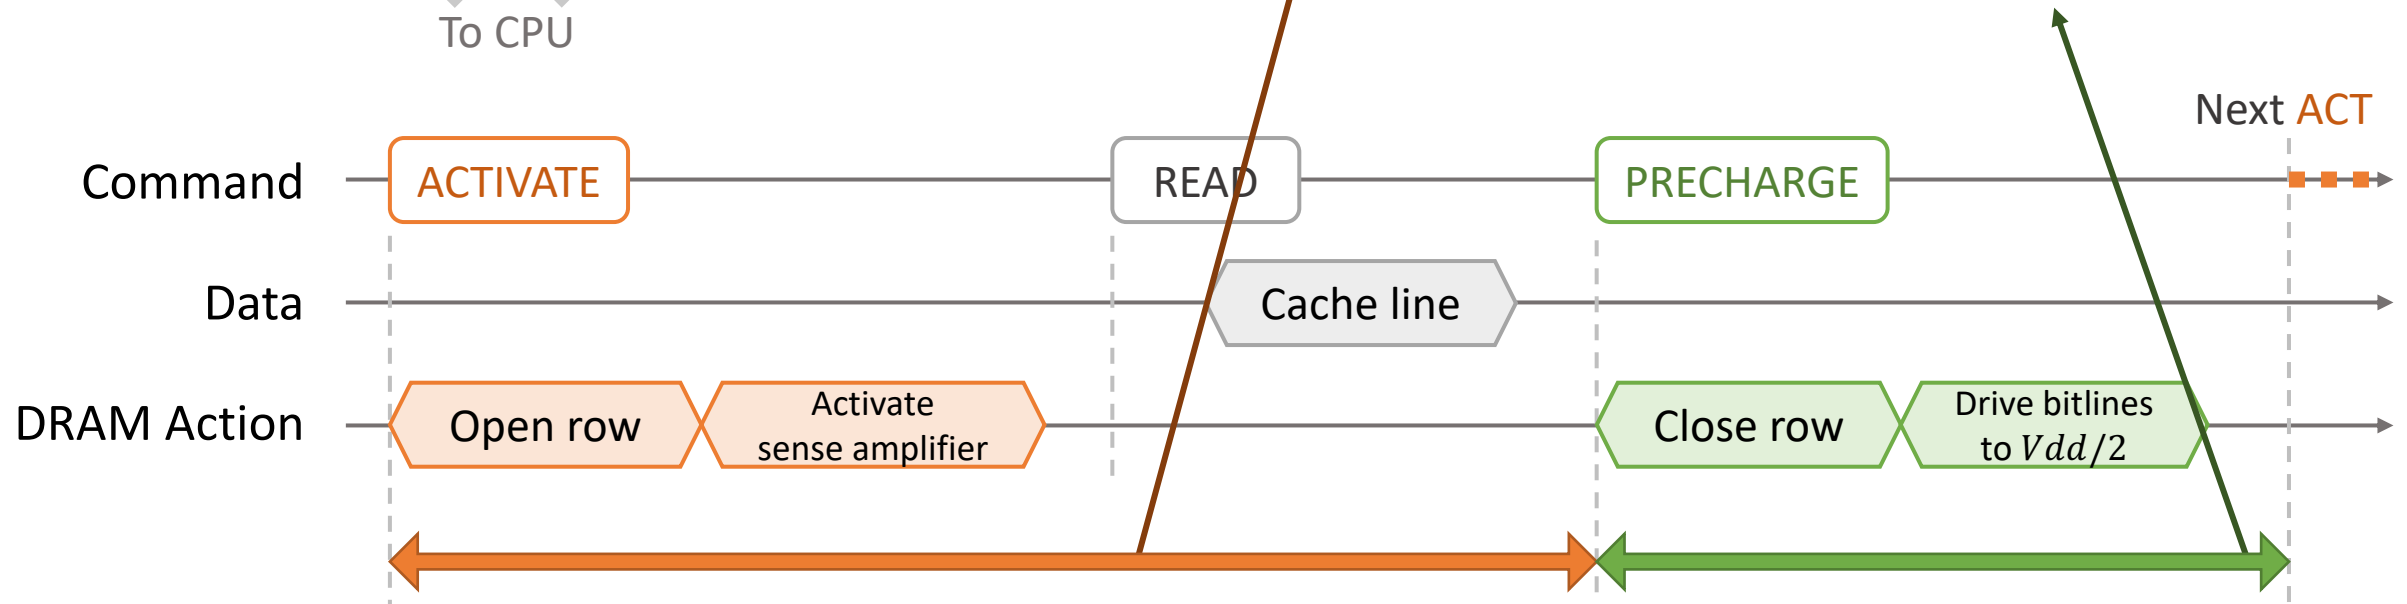 To CPU
Next ACT
Command
ACTIVATE
READ
PRECHARGE
Data
Cache line
DRAM Action
Open row
Activate
sense amplifier
Close row
Drive bitlines
to Vdd/2